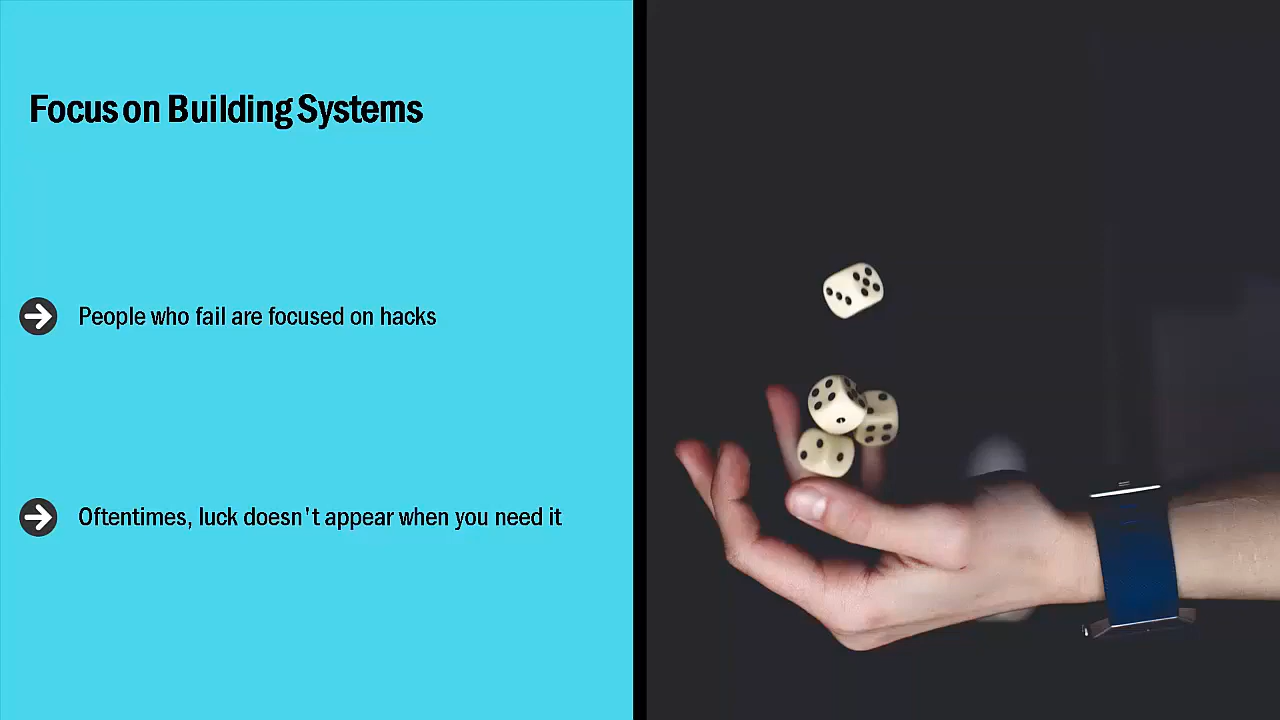 Focus on Building Systems
People who fail are focused on hacks
Oftentimes, luck doesn't appear when you need it